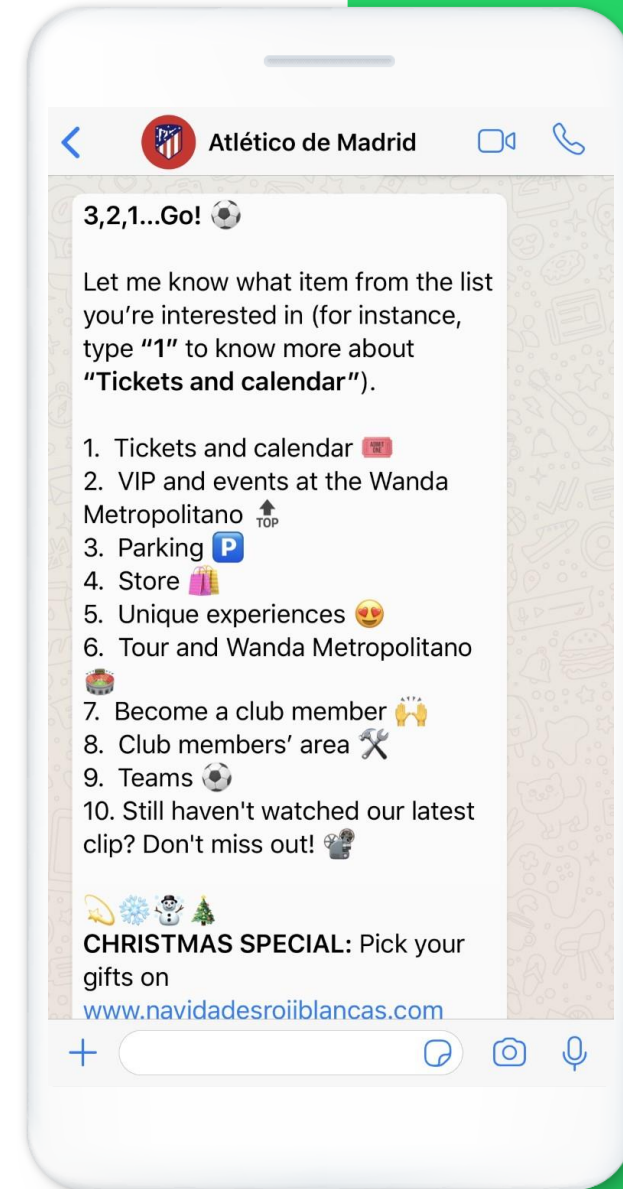 Atlético de Madrid
3,2,1...Go! ⚽
Let me know what item from the list
you're interested in (for instance,
type "1" to know more about
"Tickets and calendar").
1. Tickets and calendar 🎟
2. VIP and events at the Wanda
Metropolitano 🔝
3. Parking 🅿️
4. Store 🛍
5. Unique experiences 😍
6. Tour and Wanda Metropolitano
🏟
7. Become a club member 🙌
8. Club members' area 🛠
9. Teams ⚽
10. Still haven't watched our latest
clip? Don't miss out! 📽
💫❄️☃️🎄
CHRISTMAS SPECIAL: Pick your
gifts on
www.navidadesrojiblancas.com